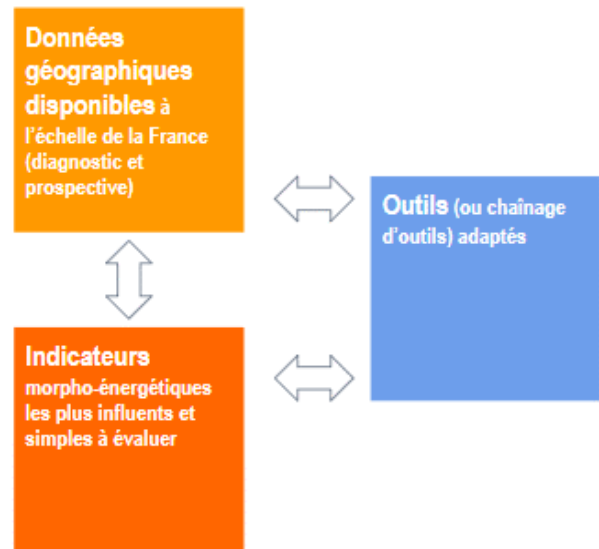 Données
géographiques
disponibles à
l'échelle de la France
(diagnostic et
prospective)
Outils (ou chaînage
d'outils) adaptés
Indicateurs
morpho-énergétiques
les plus influents et
simples à évaluer